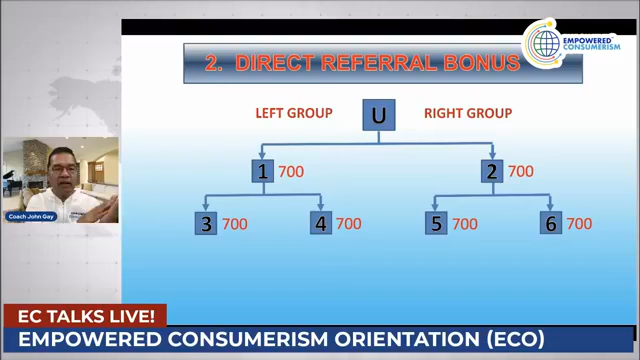 2. DIRECT REFERRAL BONUS
EMPOWERED
CONSUMERISM
LEFT GROUP
U
RIGHT GROUP
1 700
2 700
3 700
4 700
5 700
6 700
Coach John Gay
EC TALKS LIVE!
EMPOWERED CONSUMERISM ORIENTATION (ECO)